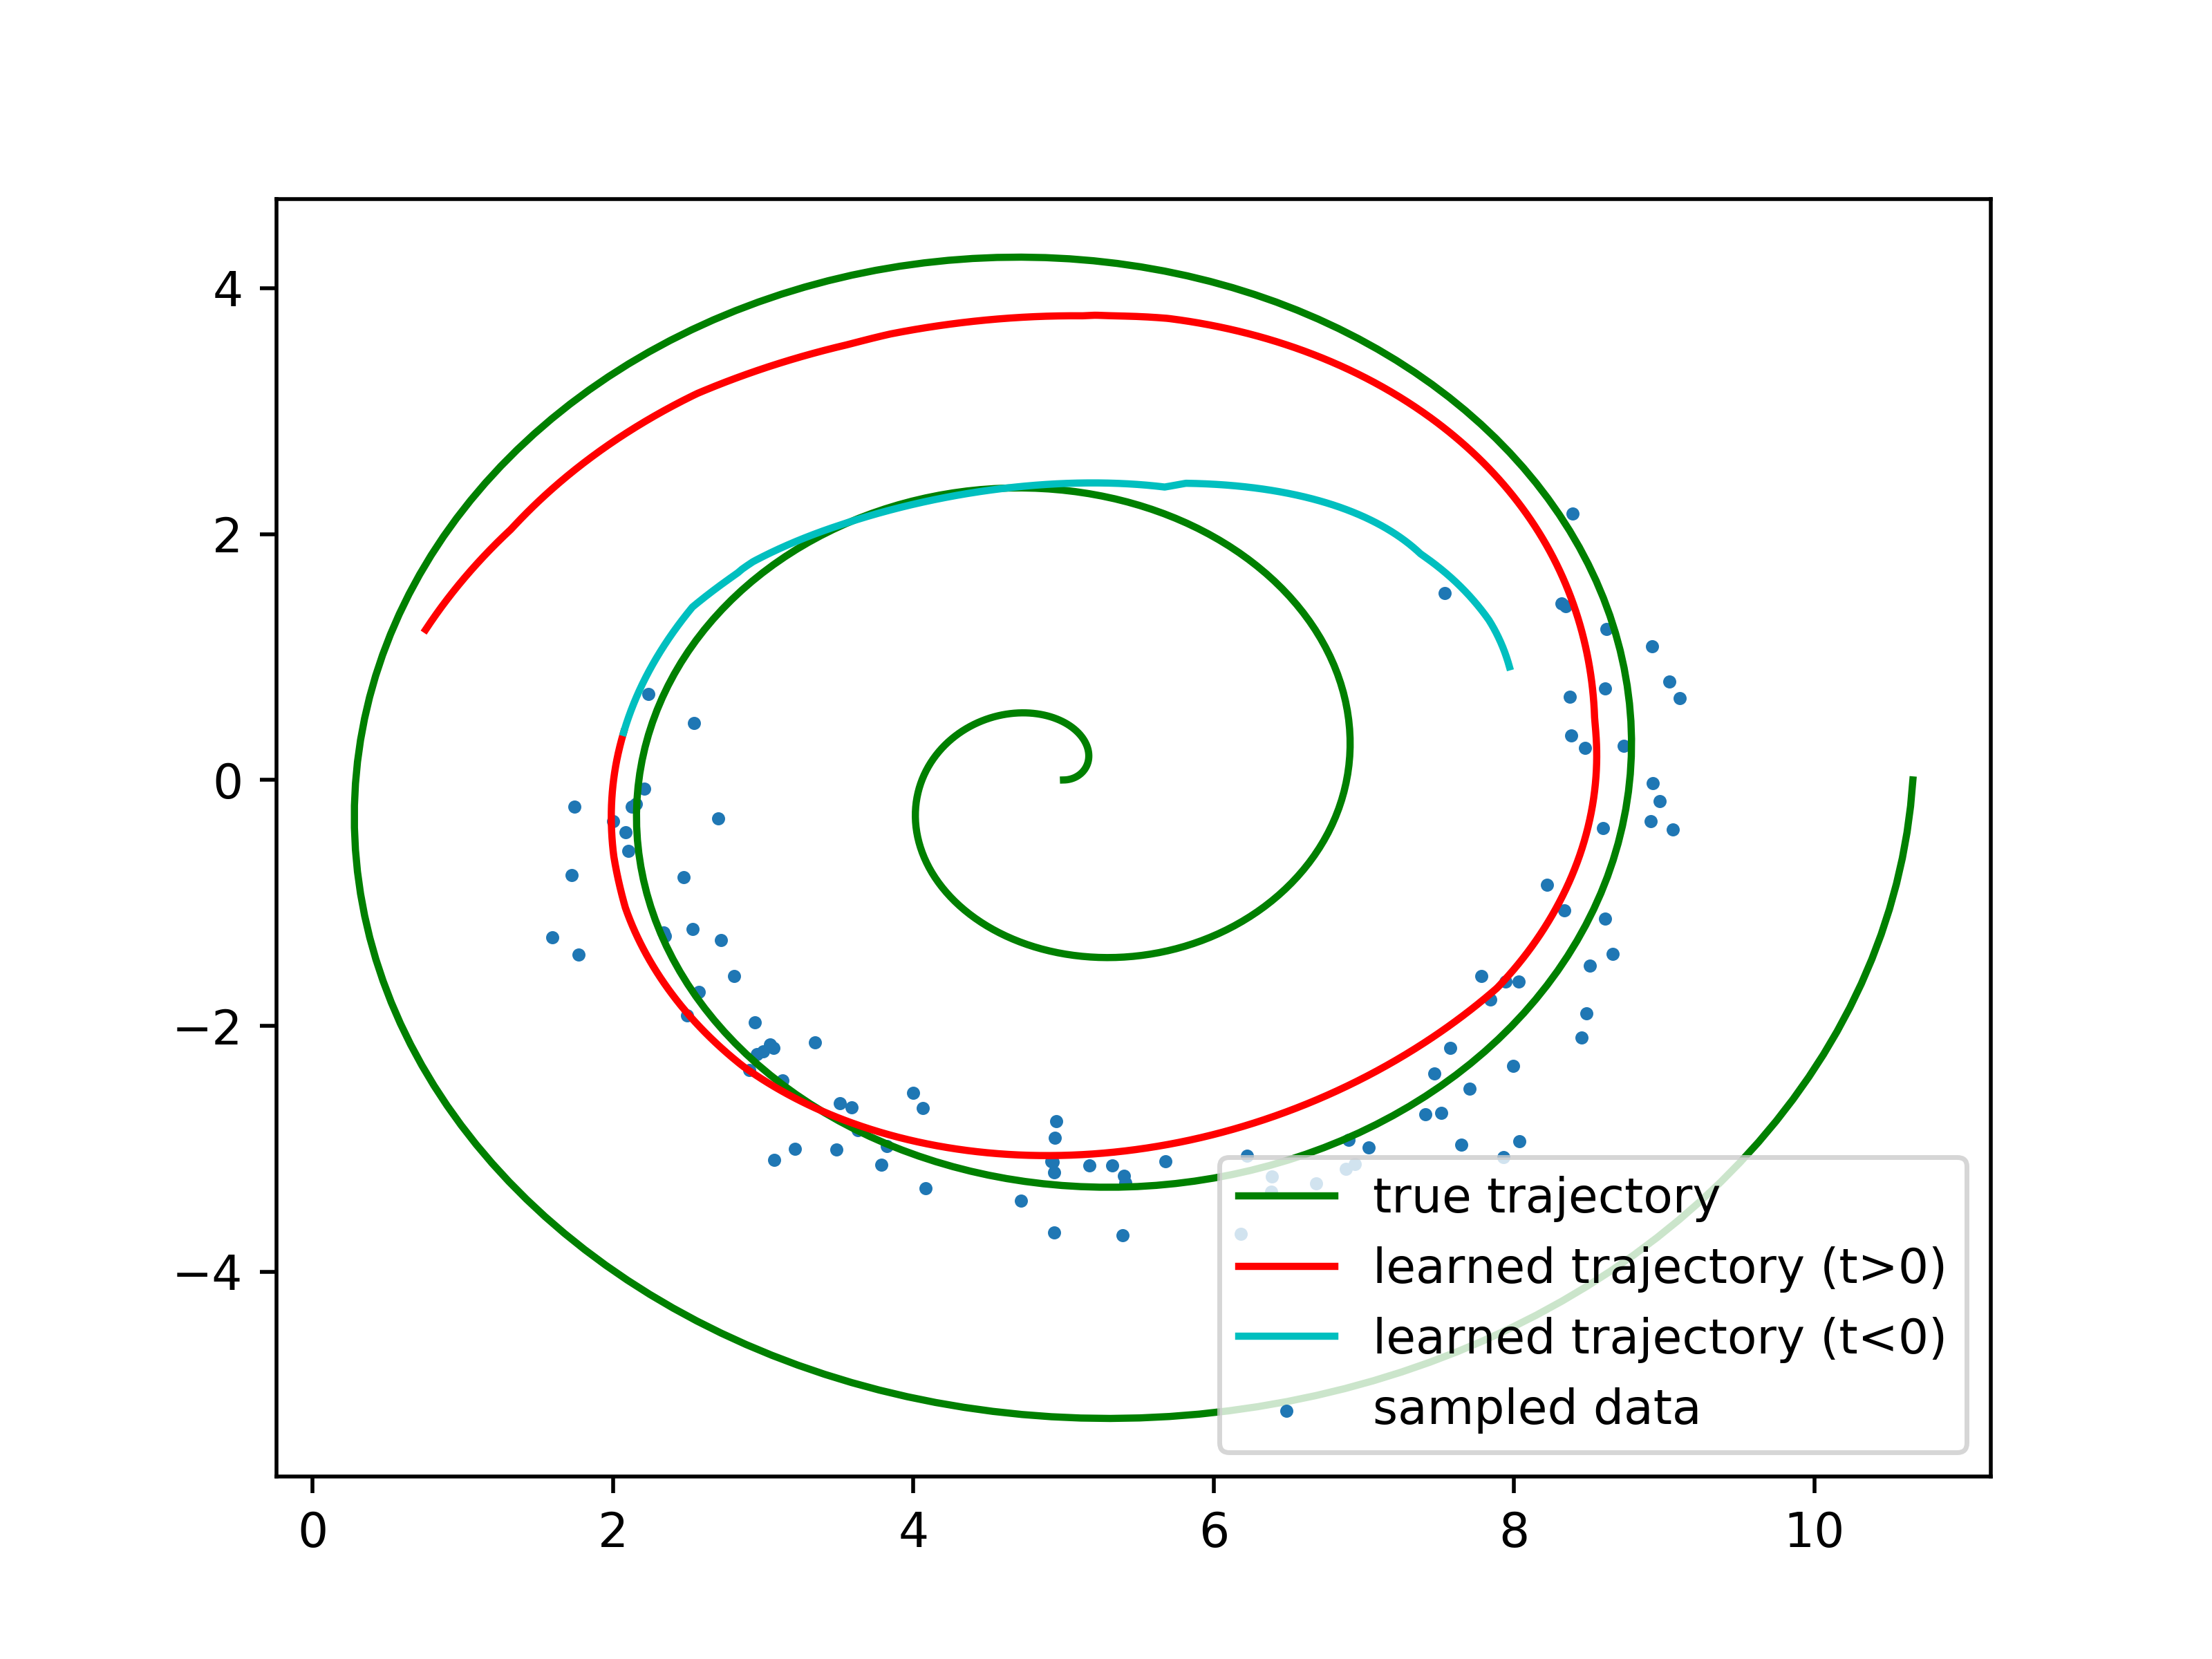 4
2
0
−2
−4
0 2 4 6 8 10
true trajectory
learned trajectory (t>0)
learned trajectory (t<0)
sampled data